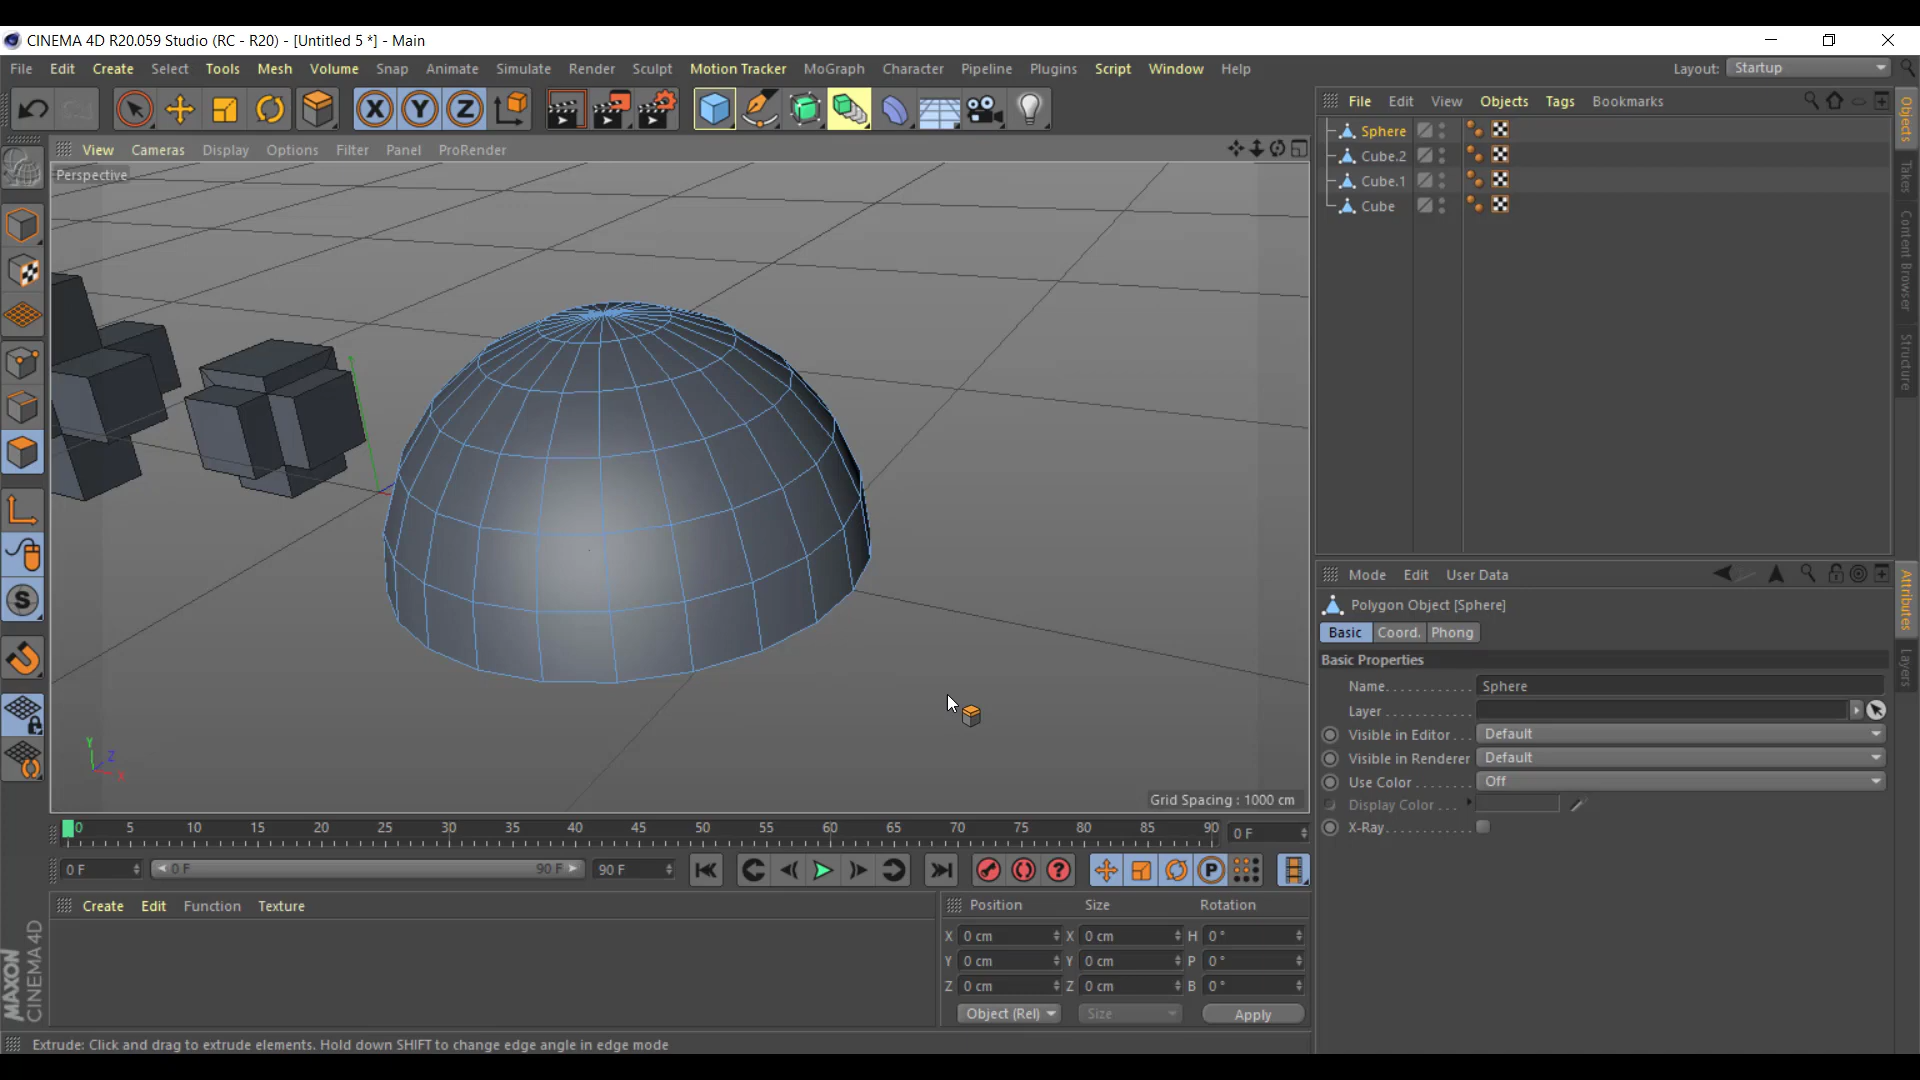 CINEMA 4D R20.059 Studio (RC - R20) - [Untitled 5 *] - Main
File Edit Create Select Tools Mesh Volume Snap Animate Simulate Render Sculpt Motion Tracker MoGraph Character Pipeline Plugins Script Window Help Layout: Startup
X Y Z
File Edit View Objects Tags Bookmarks
Objects
Takes
Content Browser
Structure
View Cameras Display Options Filter Panel ProRender
Perspective
Sphere
Cube.2
Cube.1
Cube
Mode Edit User Data
Attributes
Layers
Polygon Object [Sphere]
Basic Coord. Phong
Basic Properties
Name. . . . . . . . . . . . Sphere
Layer . . . . . . . . . . . .
Visible in Editor . . . Default
Visible in Renderer Default
Use Color . . . . . . . . Off
Display Color . . .
X-Ray. . . . . . . . . . . .
S
Y Z X
Grid Spacing : 1000 cm
0 5 10 15 20 25 30 35 40 45 50 55 60 65 70 75 80 85 90 0 F
0 F 0 F 90 F 90 F ? P
Create Edit Function Texture
Position Size Rotation
X 0 cm X 0 cm H 0 °
Y 0 cm Y 0 cm P 0 °
Z 0 cm Z 0 cm B 0 °
Object (Rel) Size Apply
MAXON
CINEMA 4D
Extrude: Click and drag to extrude elements. Hold down SHIFT to change edge angle in edge mode